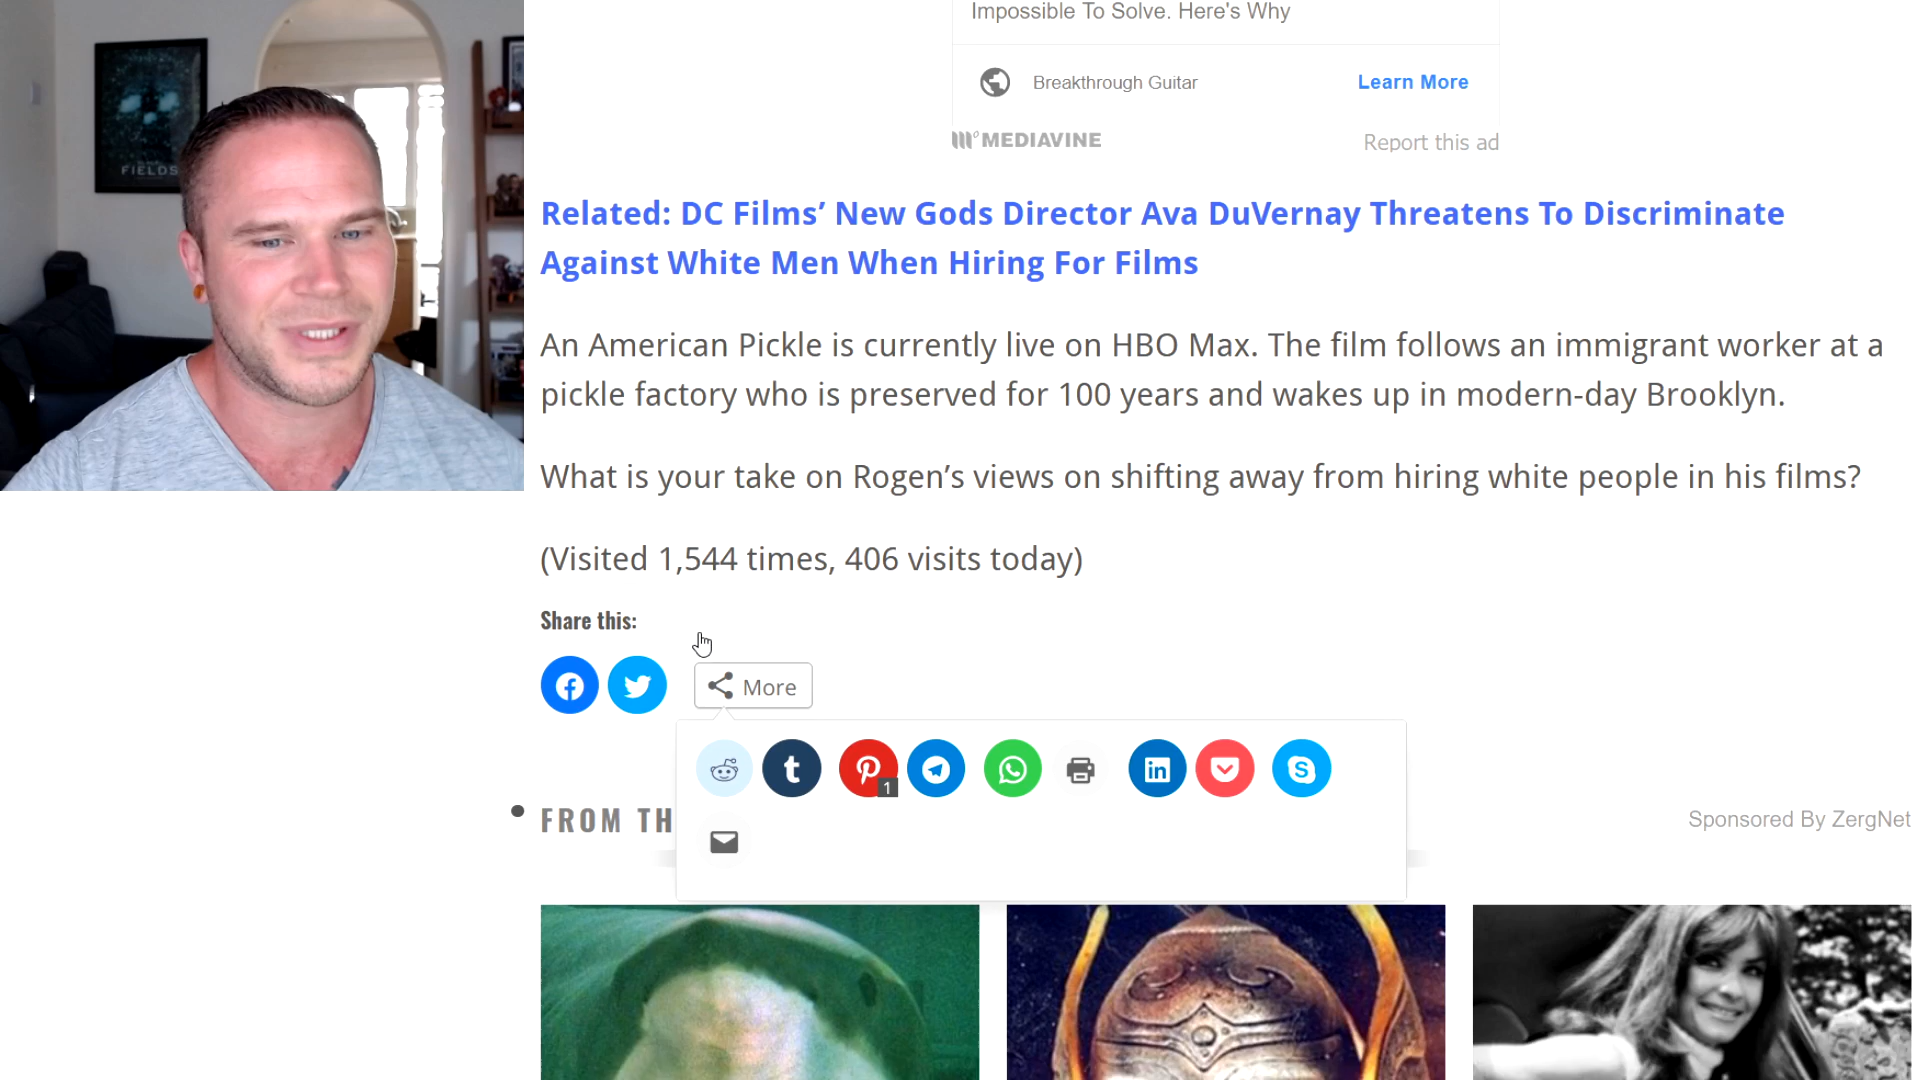 Impossible To Solve. Here's Why
Breakthrough Guitar
Learn More
MEDIAVINE
Report this ad
FIELDS
Related: DC Films’ New Gods Director Ava DuVernay Threatens To Discriminate
Against White Men When Hiring For Films
An American Pickle is currently live on HBO Max. The film follows an immigrant worker at a
pickle factory who is preserved for 100 years and wakes up in modern-day Brooklyn.
What is your take on Rogen’s views on shifting away from hiring white people in his films?
(Visited 1,544 times, 406 visits today)
Share this:
More
1
FROM TH
Sponsored By ZergNet